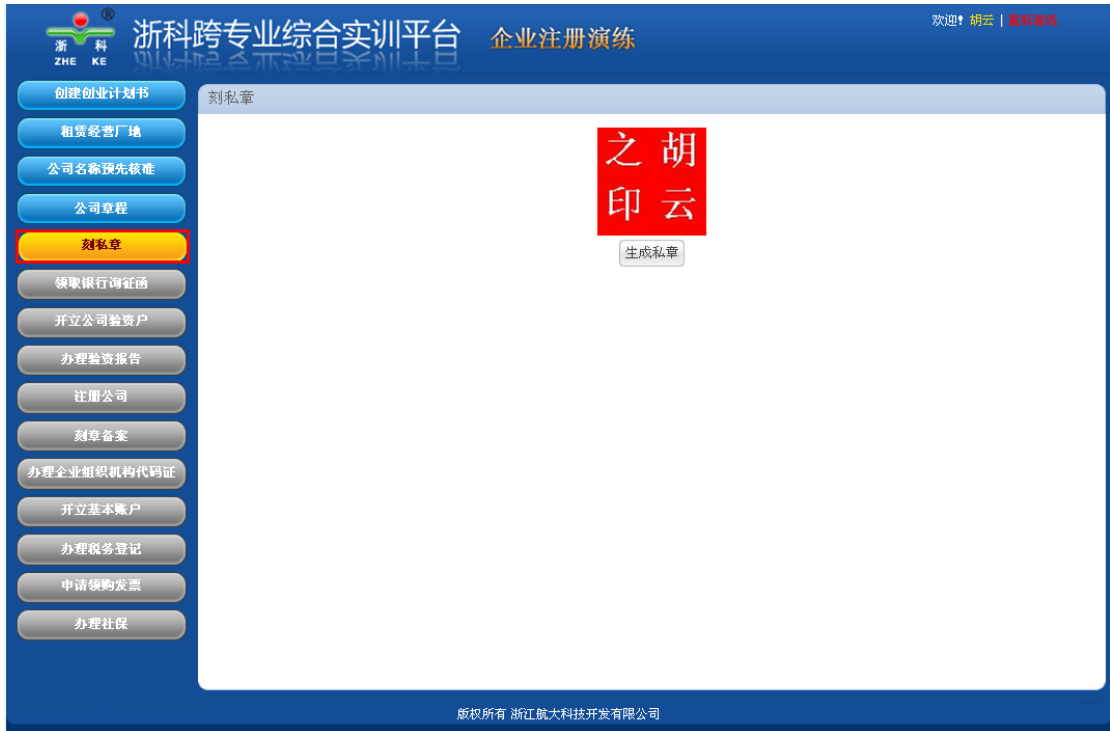 ®
浙 科
ZHE KE
浙科跨专业综合实训平台
企业注册演练
欢迎! 胡云 |
创建创业计划书
租赁经营厂地
公司名称预先核准
公司章程
刻私章
领取银行询征函
开立公司验资户
办理验资报告
注册公司
刻章备案
办理企业组织机构代码证
开立基本账户
办理税务登记
申请领购发票
办理社保
刻私章
之 胡
印 云
生成私章
版权所有 浙江航大科技开发有限公司